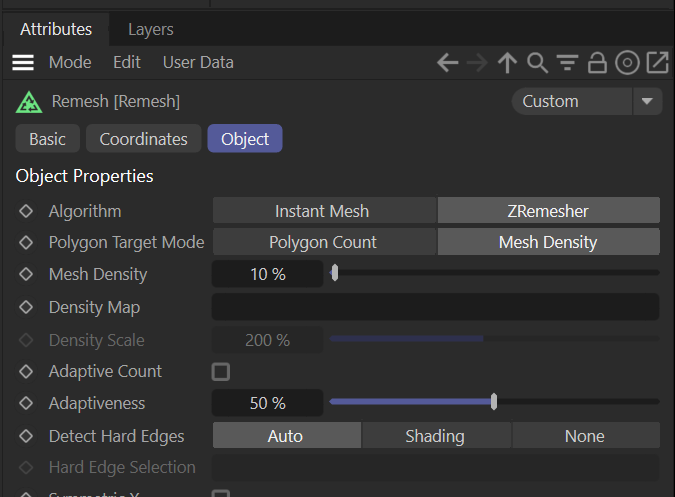 Attributes Layers
Mode Edit User Data
Remesh [Remesh] Custom
Basic Coordinates Object
Object Properties
Algorithm Instant Mesh ZRemesher
Polygon Target Mode Polygon Count Mesh Density
Mesh Density 10 %
Density Map
Density Scale 200 %
Adaptive Count
Adaptiveness 50 %
Detect Hard Edges Auto Shading None
Hard Edge Selection
Symmetric X